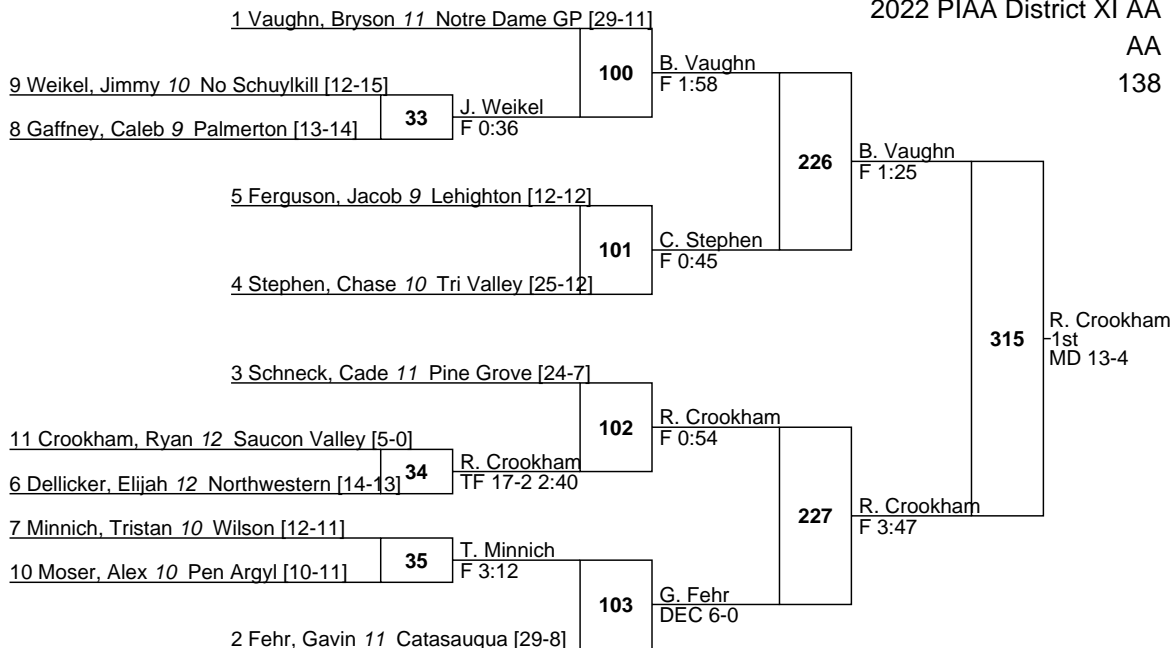 2022 PIAA District XI AA
AA
138
1 Vaughn, Bryson 11 Notre Dame GP [29-11]
100
B. Vaughn
F 1:58
9 Weikel, Jimmy 10 No Schuylkill [12-15]
33
J. Weikel
F 0:36
8 Gaffney, Caleb 9 Palmerton [13-14]
226
B. Vaughn
F 1:25
5 Ferguson, Jacob 9 Lehighton [12-12]
101
C. Stephen
F 0:45
4 Stephen, Chase 10 Tri Valley [25-12]
315
R. Crookham
1st
MD 13-4
3 Schneck, Cade 11 Pine Grove [24-7]
102
R. Crookham
F 0:54
11 Crookham, Ryan 12 Saucon Valley [5-0]
34
R. Crookham
TF 17-2 2:40
6 Dellicker, Elijah 12 Northwestern [14-13]
227
R. Crookham
F 3:47
7 Minnich, Tristan 10 Wilson [12-11]
35
T. Minnich
F 3:12
10 Moser, Alex 10 Pen Argyl [10-11]
103
G. Fehr
DEC 6-0
2 Fehr, Gavin 11 Catasauqua [29-8]